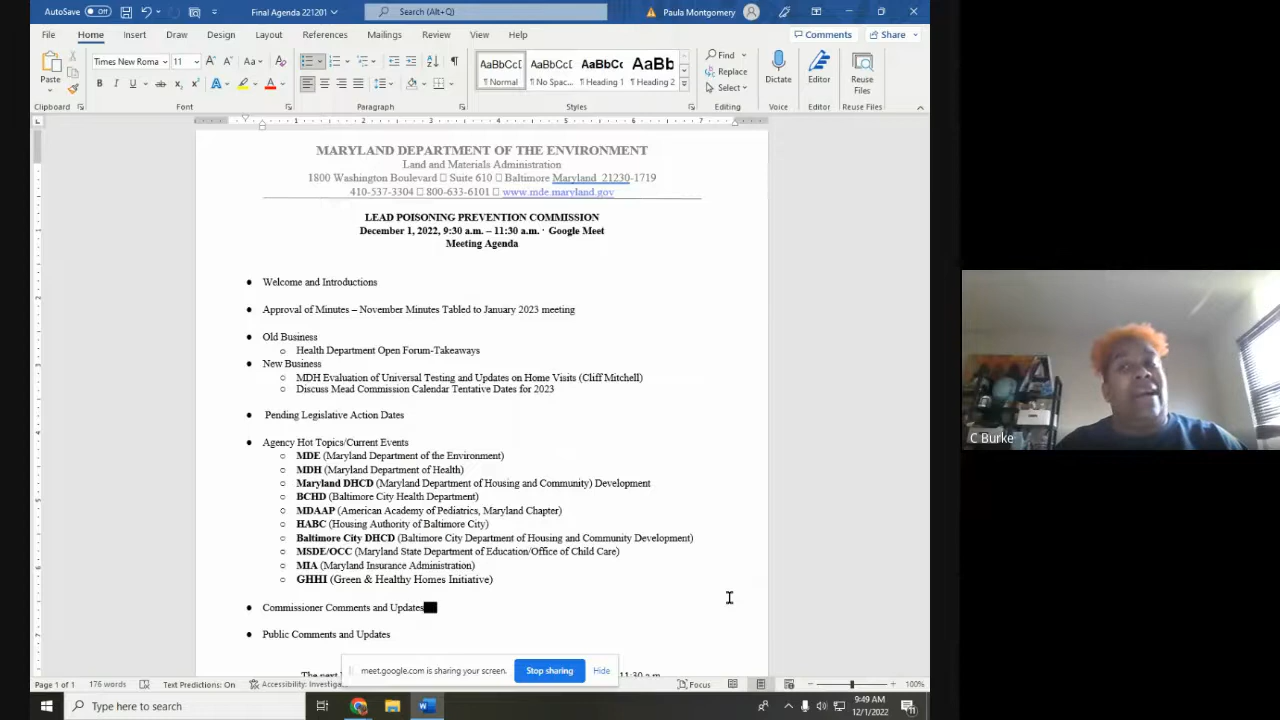 AutoSave Off Final Agenda 221201 Search (Alt+Q) Paula Montgomery
File Home Insert Draw Design Layout References Mailings Review View Help Comments Share
Paste Times New Roma 11 AaBbCcI AaBbCcI AaBbCc AaBb Find Replace Select Dictate Editor Reuse Files
¶ Normal ¶ No Spac... ¶ Heading 1 ¶ Heading 2
Clipboard Font Paragraph Styles Editing Voice Editor Reuse Files
1 2 3 4 5 6 7
MARYLAND DEPARTMENT OF THE ENVIRONMENT
Land and Materials Administration
1800 Washington Boulevard □ Suite 610 □ Baltimore Maryland 21230-1719
410-537-3304 □ 800-633-6101 □ www.mde.maryland.gov
LEAD POISONING PREVENTION COMMISSION
December 1, 2022, 9:30 a.m. – 11:30 a.m. · Google Meet
Meeting Agenda
● Welcome and Introductions
● Approval of Minutes – November Minutes Tabled to January 2023 meeting
● Old Business
○ Health Department Open Forum-Takeaways
● New Business
○ MDH Evaluation of Universal Testing and Updates on Home Visits (Cliff Mitchell)
○ Discuss Mead Commission Calendar Tentative Dates for 2023
● Pending Legislative Action Dates
● Agency Hot Topics/Current Events
○ MDE (Maryland Department of the Environment)
○ MDH (Maryland Department of Health)
○ Maryland DHCD (Maryland Department of Housing and Community) Development
○ BCHD (Baltimore City Health Department)
○ MDAAP (American Academy of Pediatrics, Maryland Chapter)
○ HABC (Housing Authority of Baltimore City)
○ Baltimore City DHCD (Baltimore City Department of Housing and Community Development)
○ MSDE/OCC (Maryland State Department of Education/Office of Child Care)
○ MIA (Maryland Insurance Administration)
○ GHHI (Green & Healthy Homes Initiative)
● Commissioner Comments and Updates
● Public Comments and Updates
meet.google.com is sharing your screen. Stop sharing Hide
Page 1 of 1 176 words Text Predictions: On Accessibility: Investiga Focus 100%
Type here to search 9:49 AM
12/1/2022
C Burke